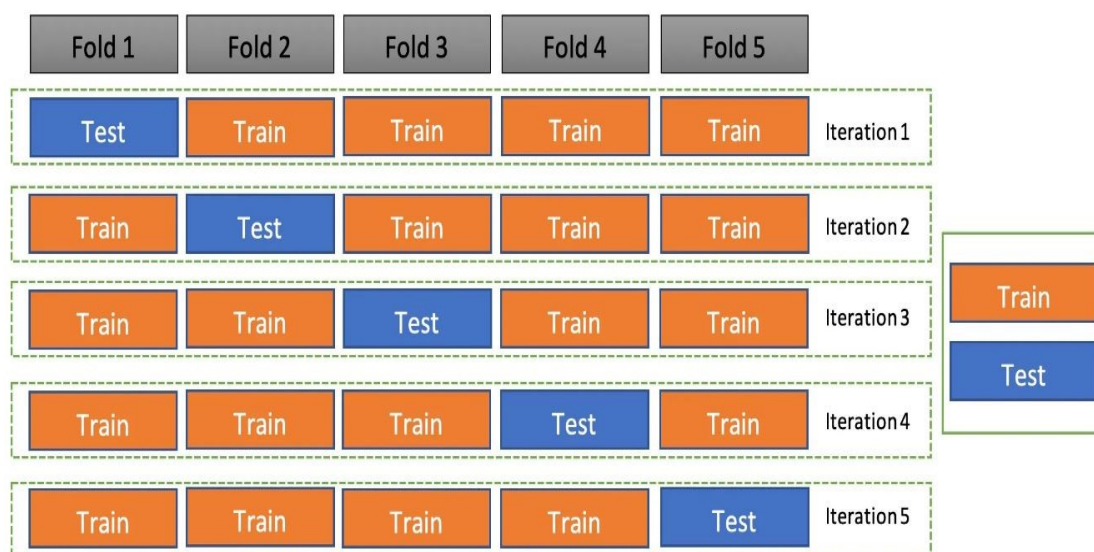 Fold 1 Fold 2 Fold 3 Fold 4 Fold 5
Test Train Train Train Train Iteration 1
Train Test Train Train Train Iteration 2
Train Train Test Train Train Iteration 3
Train Train Train Test Train Iteration 4
Train Train Train Train Test Iteration 5
Train
Test